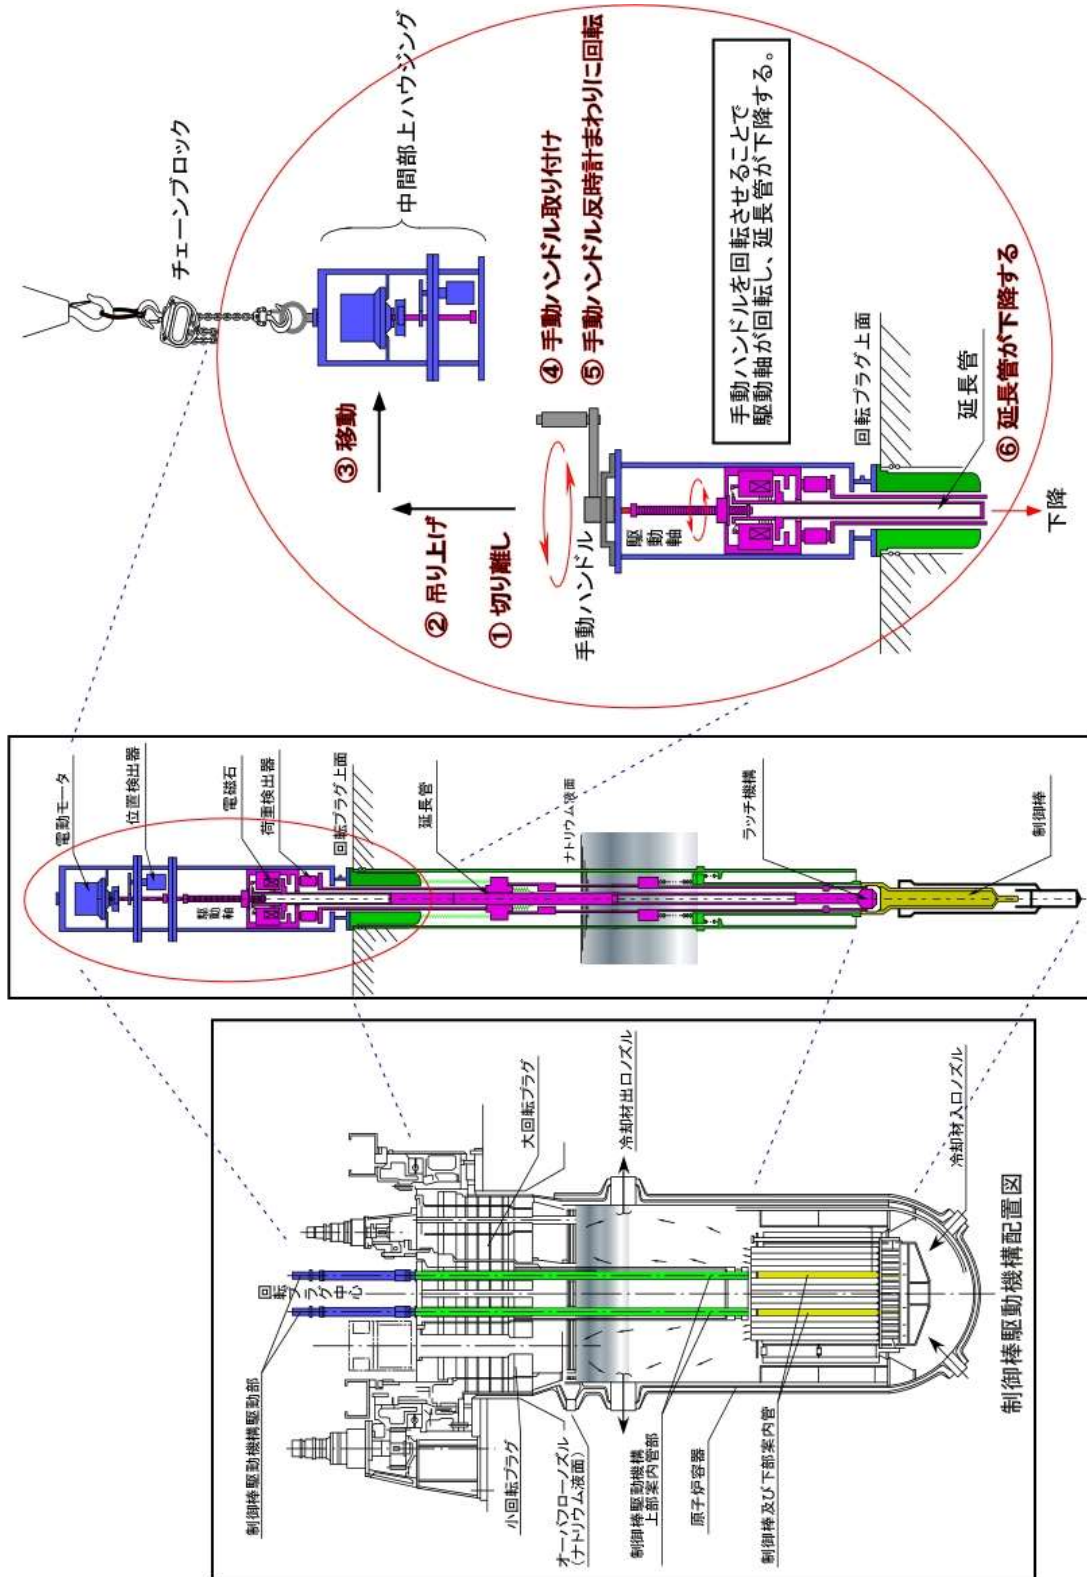 制御棒駆動機構駆動部
回転プラグ中心
小回転プラグ
大回転プラグ
オーバフローノズル
(ナトリウム液面)
冷却材出口ノズル
制御棒駆動機構
上部案内管部
原子炉容器
制御棒及び下部案内管
冷却材入口ノズル
制御棒駆動機構配置図
電動モータ
位置検出器
駆動軸
電磁石
荷重検出器
回転プラグ上面
延長管
ナトリウム液面
ラッチ機構
制御棒
チェーンブロック
中間部上ハウジング
③ 移動
② 吊り上げ
① 切り離し
手動ハンドル
④ 手動ハンドル取り付け
⑤ 手動ハンドル反時計まわりに回転
手動ハンドルを回転させることで
駆動軸が回転し、延長管が下降する。
駆動軸
回転プラグ上面
延長管
⑥ 延長管が下降する
下降